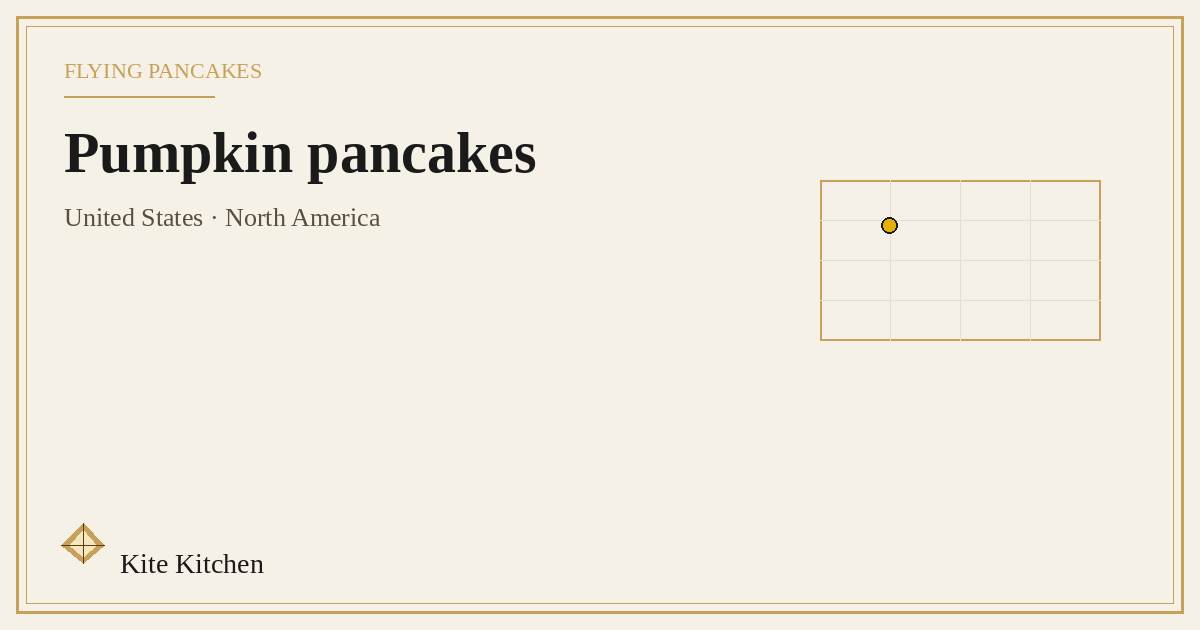 FLYING PANCAKES
Pumpkin pancakes
United States · North America
Kite Kitchen